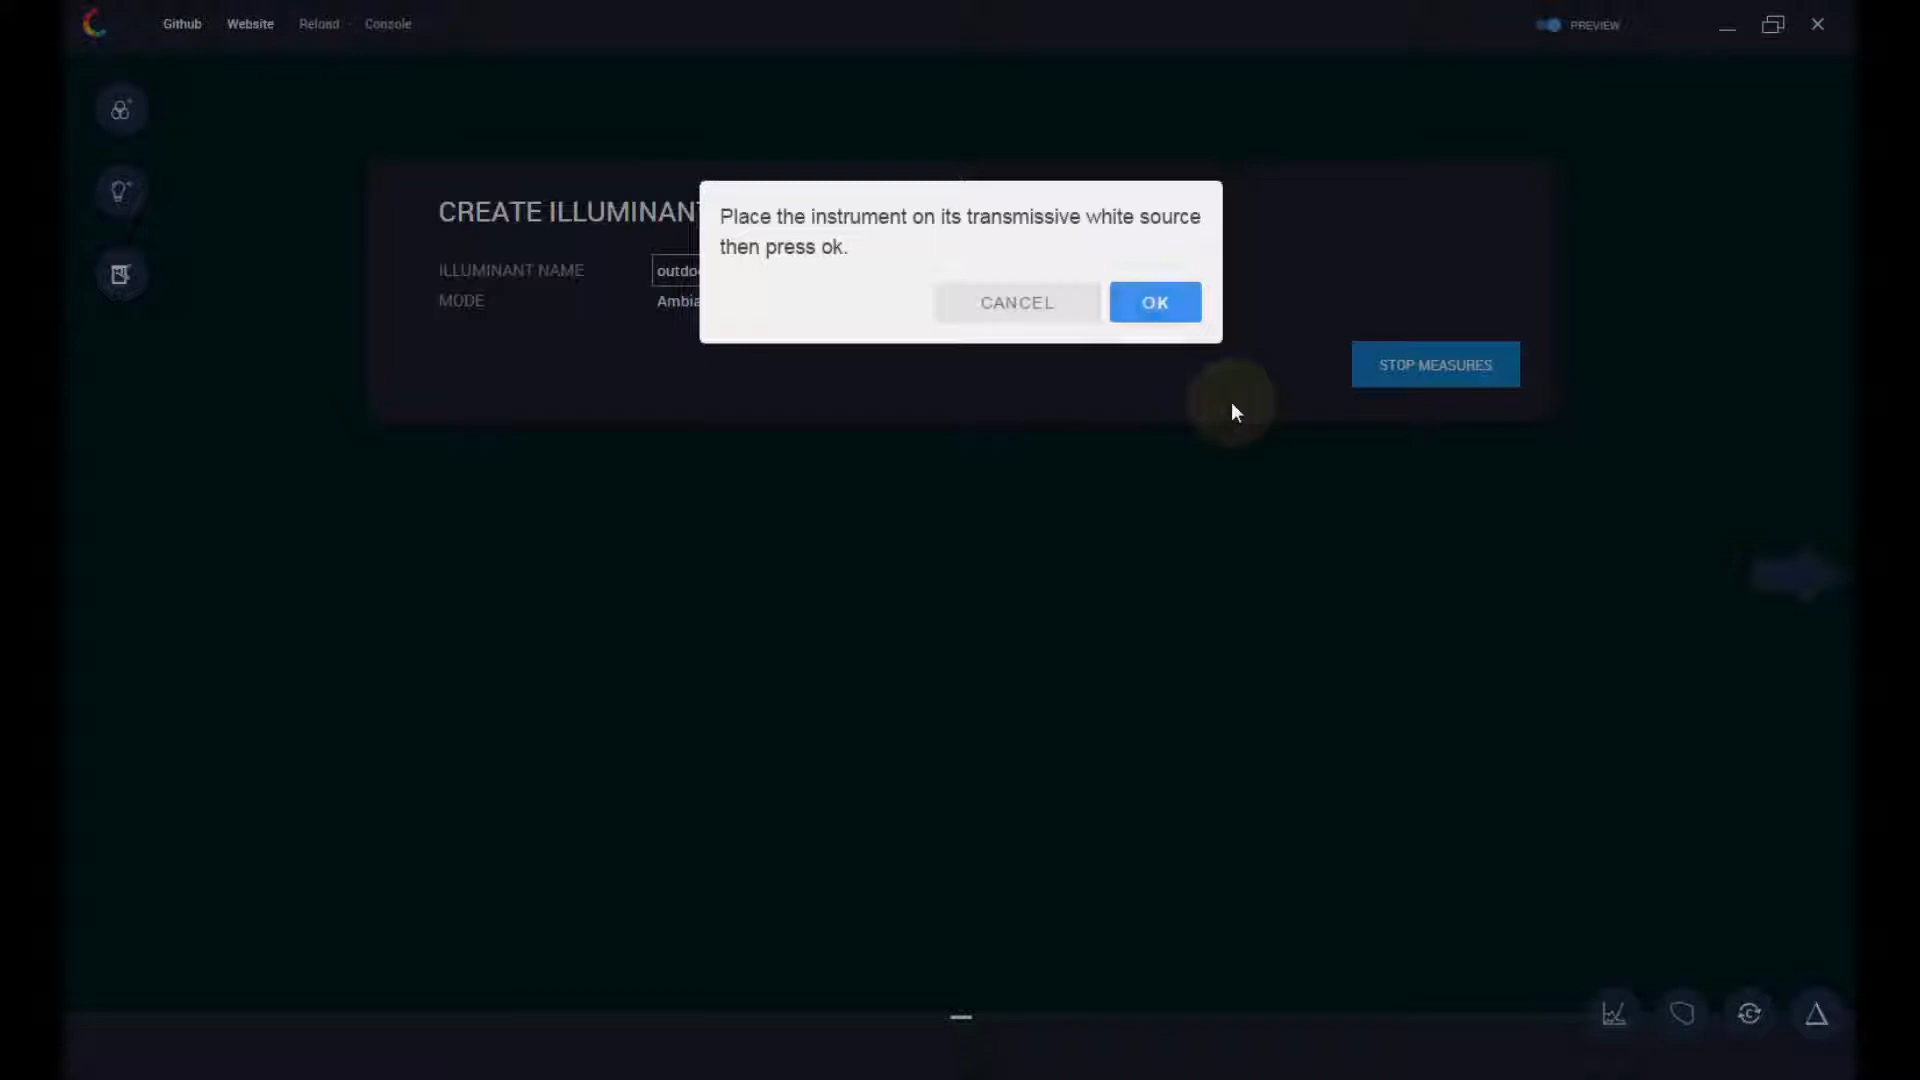 Github Website Reload Console PREVIEW
CREATE ILLUMINANT
Place the instrument on its transmissive white source
then press ok.
ILLUMINANT NAME outdo
MODE Ambia
CANCEL OK
STOP MEASURES